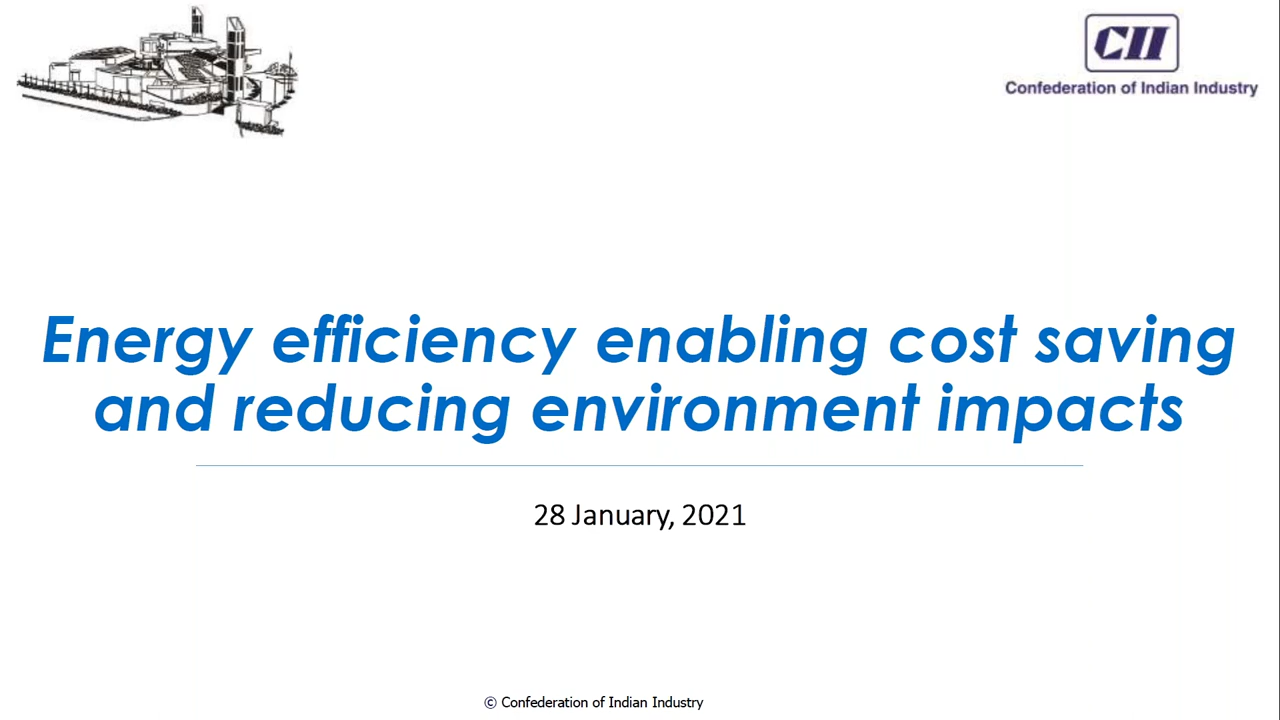 CII
Confederation of Indian Industry
Energy efficiency enabling cost saving
and reducing environment impacts
28 January, 2021
© Confederation of Indian Industry